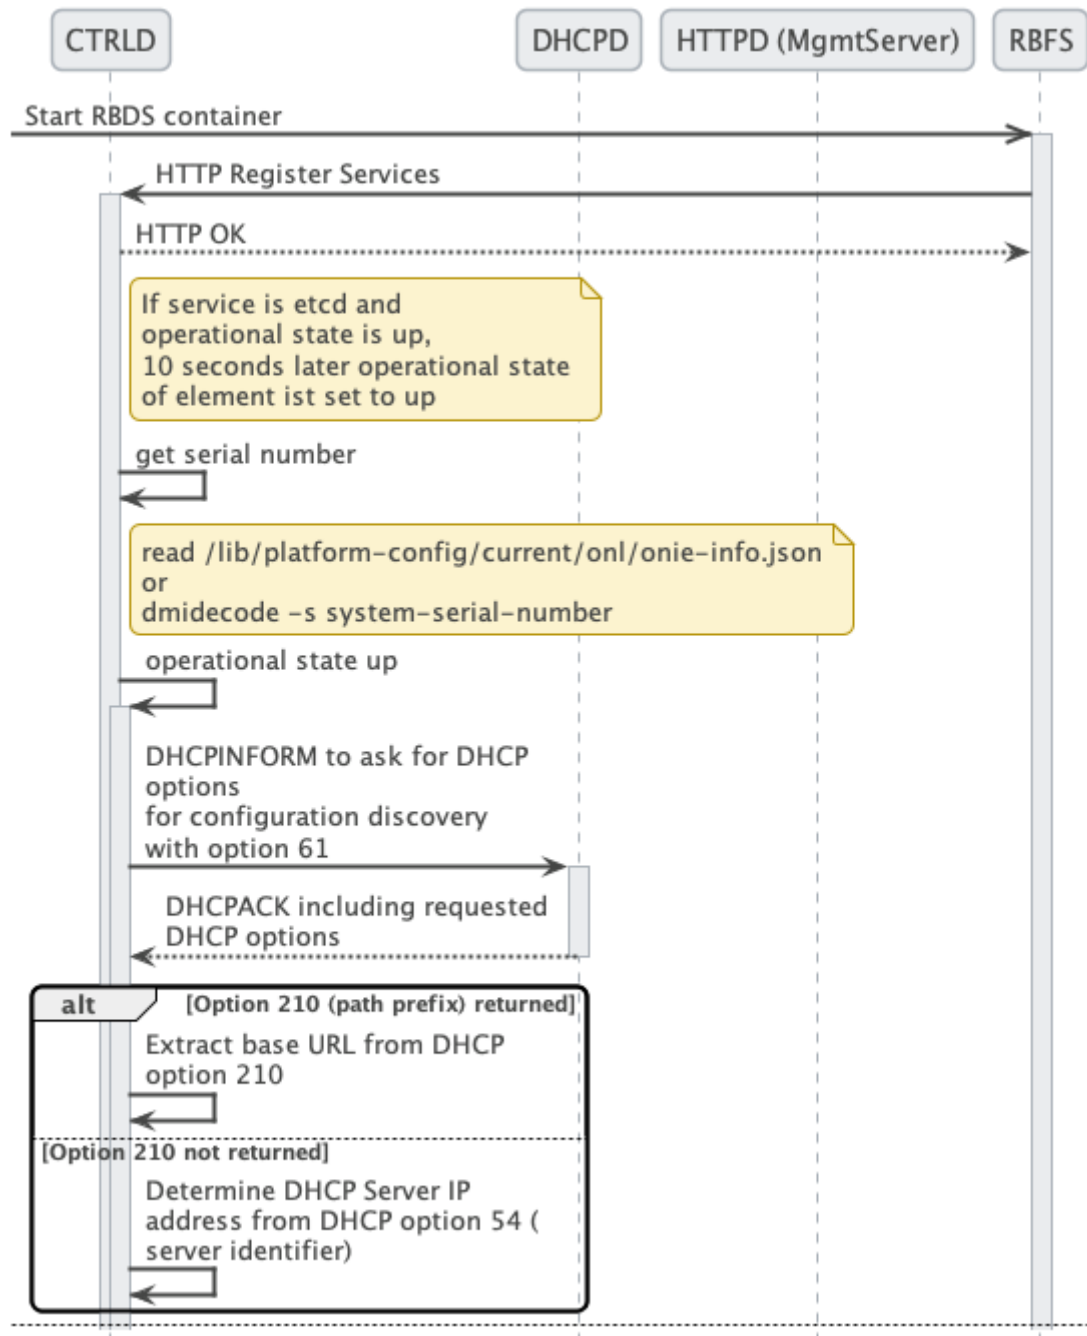 CTRLD
DHCPD
HTTPD (MgmtServer)
RBFS
Start RBDS container
HTTP Register Services
HTTP OK
If service is etcd and
operational state is up,
10 seconds later operational state
of element ist set to up
get serial number
read /lib/platform-config/current/onl/onie-info.json
or
dmidecode -s system-serial-number
operational state up
DHCPINFORM to ask for DHCP
options
for configuration discovery
with option 61
DHCPACK including requested
DHCP options
alt
[Option 210 (path prefix) returned]
Extract base URL from DHCP
option 210
[Option 210 not returned]
Determine DHCP Server IP
address from DHCP option 54 (
server identifier)